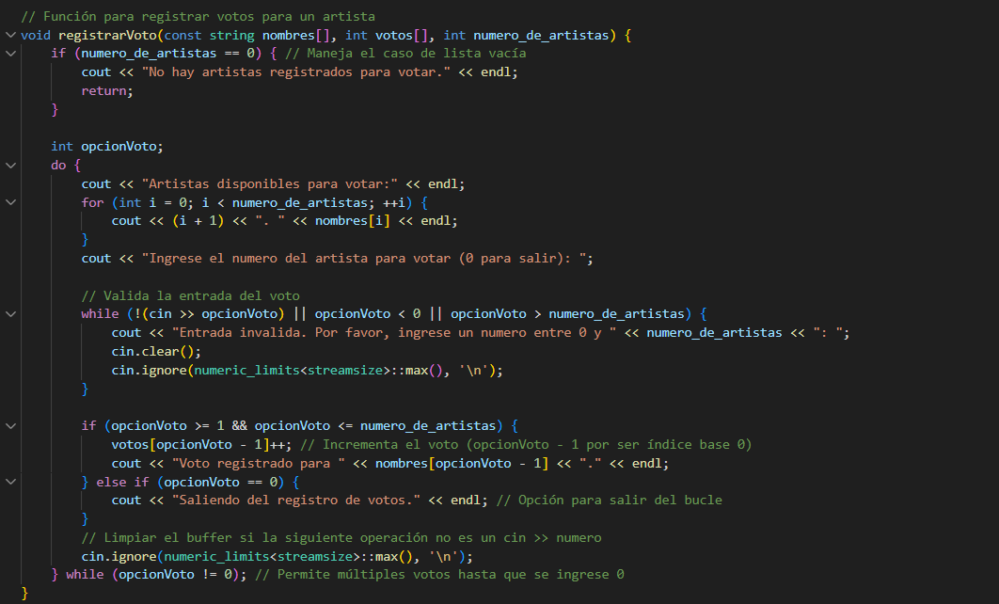 // Función para registrar votos para un artista
void registrarVoto(const string nombres[], int votos[], int numero_de_artistas) {
    if (numero_de_artistas == 0) { // Maneja el caso de lista vacía
        cout << "No hay artistas registrados para votar." << endl;
        return;
    }

    int opcionVoto;
    do {
        cout << "Artistas disponibles para votar:" << endl;
        for (int i = 0; i < numero_de_artistas; ++i) {
            cout << (i + 1) << ". " << nombres[i] << endl;
        }
        cout << "Ingrese el numero del artista para votar (0 para salir): ";

        // Valida la entrada del voto
        while (!(cin >> opcionVoto) || opcionVoto < 0 || opcionVoto > numero_de_artistas) {
            cout << "Entrada invalida. Por favor, ingrese un numero entre 0 y " << numero_de_artistas << ": ";
            cin.clear();
            cin.ignore(numeric_limits<streamsize>::max(), '\n');
        }

        if (opcionVoto >= 1 && opcionVoto <= numero_de_artistas) {
            votos[opcionVoto - 1]++; // Incrementa el voto (opcionVoto - 1 por ser índice base 0)
            cout << "Voto registrado para " << nombres[opcionVoto - 1] << "." << endl;
        } else if (opcionVoto == 0) {
            cout << "Saliendo del registro de votos." << endl; // Opción para salir del bucle
        }
        // Limpiar el buffer si la siguiente operación no es un cin >> numero
        cin.ignore(numeric_limits<streamsize>::max(), '\n');
    } while (opcionVoto != 0); // Permite múltiples votos hasta que se ingrese 0
}